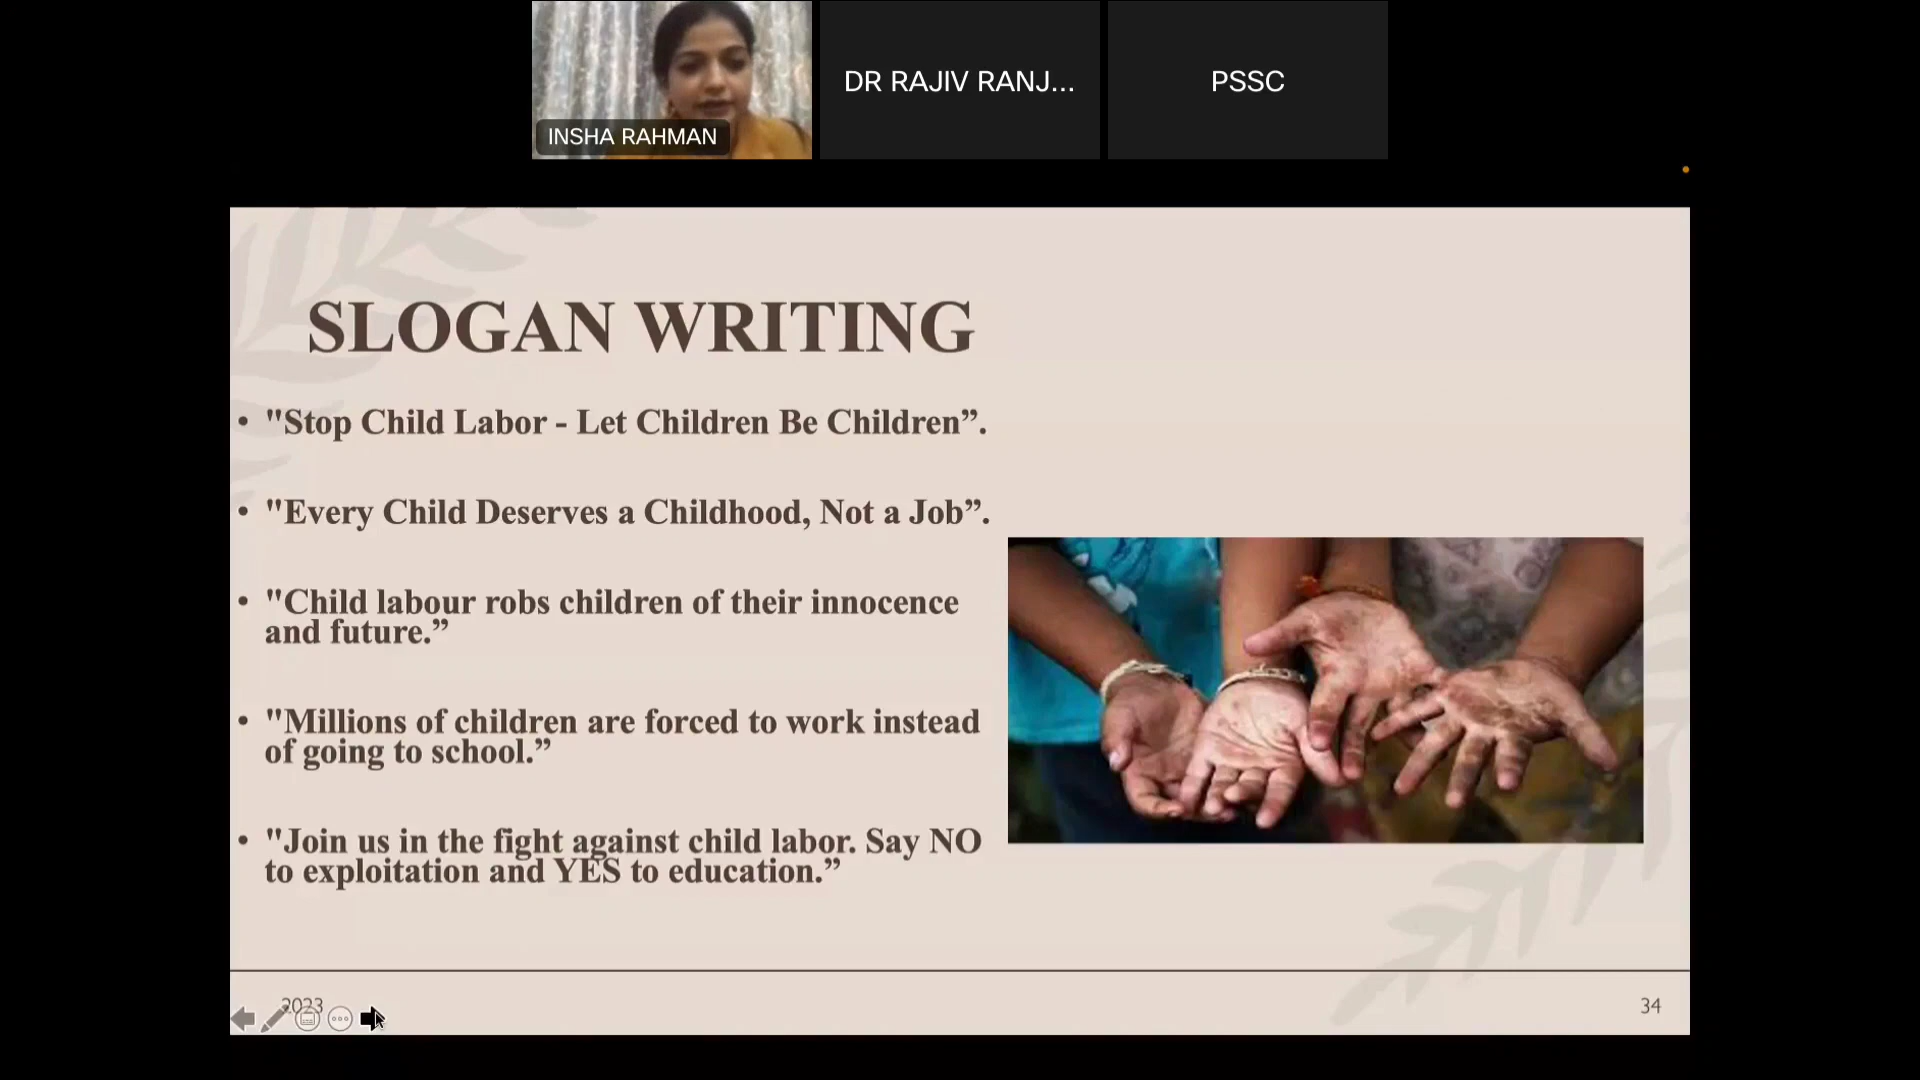 INSHA RAHMAN
DR RAJIV RANJ...
PSSC
SLOGAN WRITING
• "Stop Child Labor - Let Children Be Children”.
• "Every Child Deserves a Childhood, Not a Job”.
• "Child labour robs children of their innocence
and future.”
• "Millions of children are forced to work instead
of going to school.”
• "Join us in the fight against child labor. Say NO
to exploitation and YES to education.”
2023
34